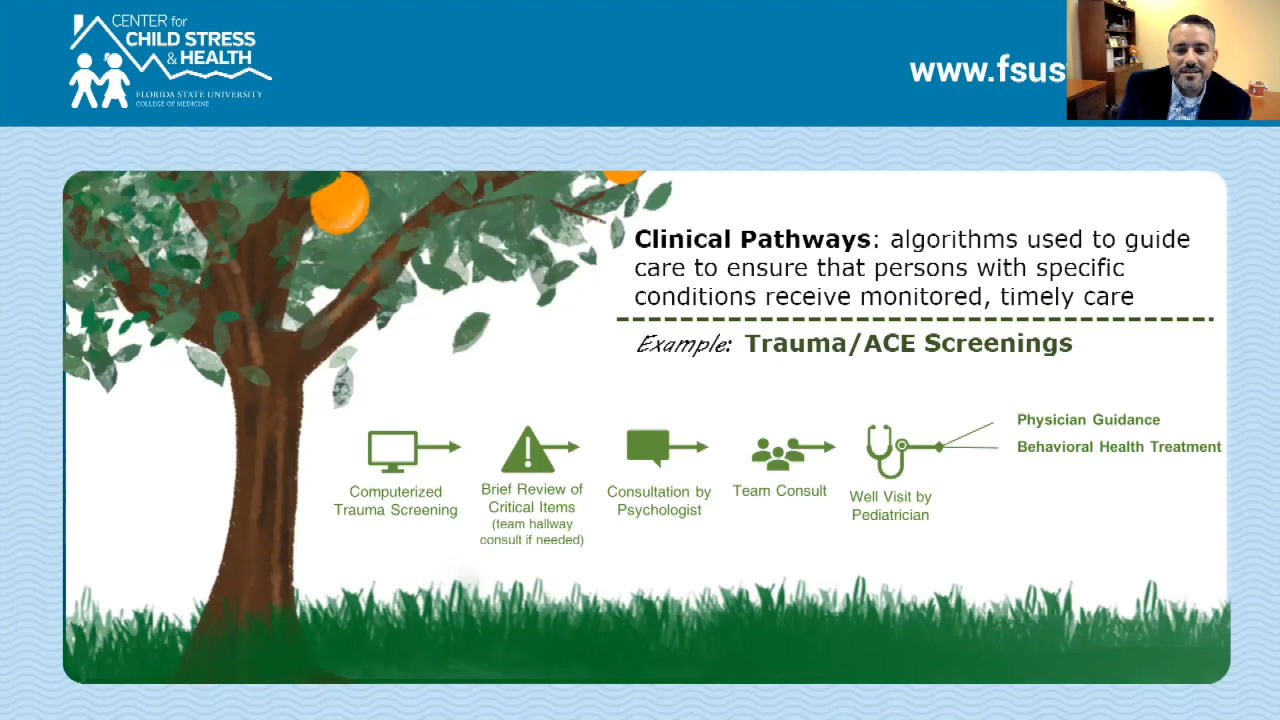 CENTER for
CHILD STRESS
& HEALTH
FLORIDA STATE UNIVERSITY
COLLEGE OF MEDICINE
www.fsus
Clinical Pathways: algorithms used to guide
care to ensure that persons with specific
conditions receive monitored, timely care
Example: Trauma/ACE Screenings
Computerized
Trauma Screening
Brief Review of
Critical Items
(team hallway
consult if needed)
Consultation by
Psychologist
Team Consult
Well Visit by
Pediatrician
Physician Guidance
Behavioral Health Treatment